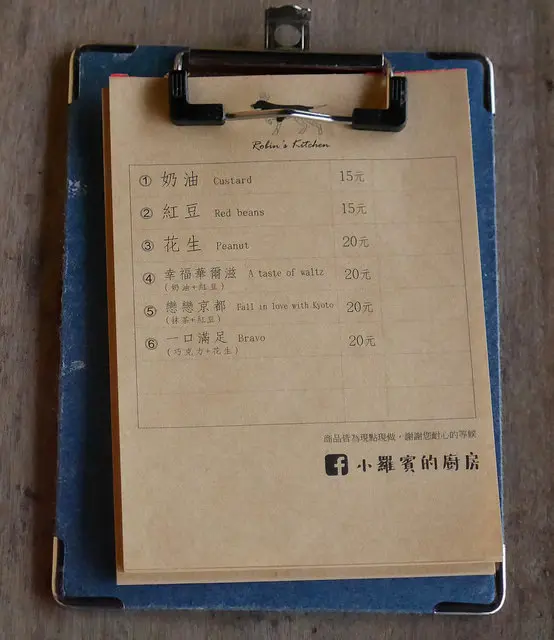 Robin's Kitchen
① 奶油 Custard 15元
② 紅豆 Red beans 15元
③ 花生 Peanut 20元
④ 幸福華爾滋 A taste of waltz 20元
(奶油+紅豆)
⑤ 戀戀京都 Fall in love with Kyoto 20元
(抹茶+紅豆)
⑥ 一口滿足 Bravo 20元
(巧克力+花生)
商品皆為現點現做，謝謝您耐心的等候
f 小羅賓的廚房